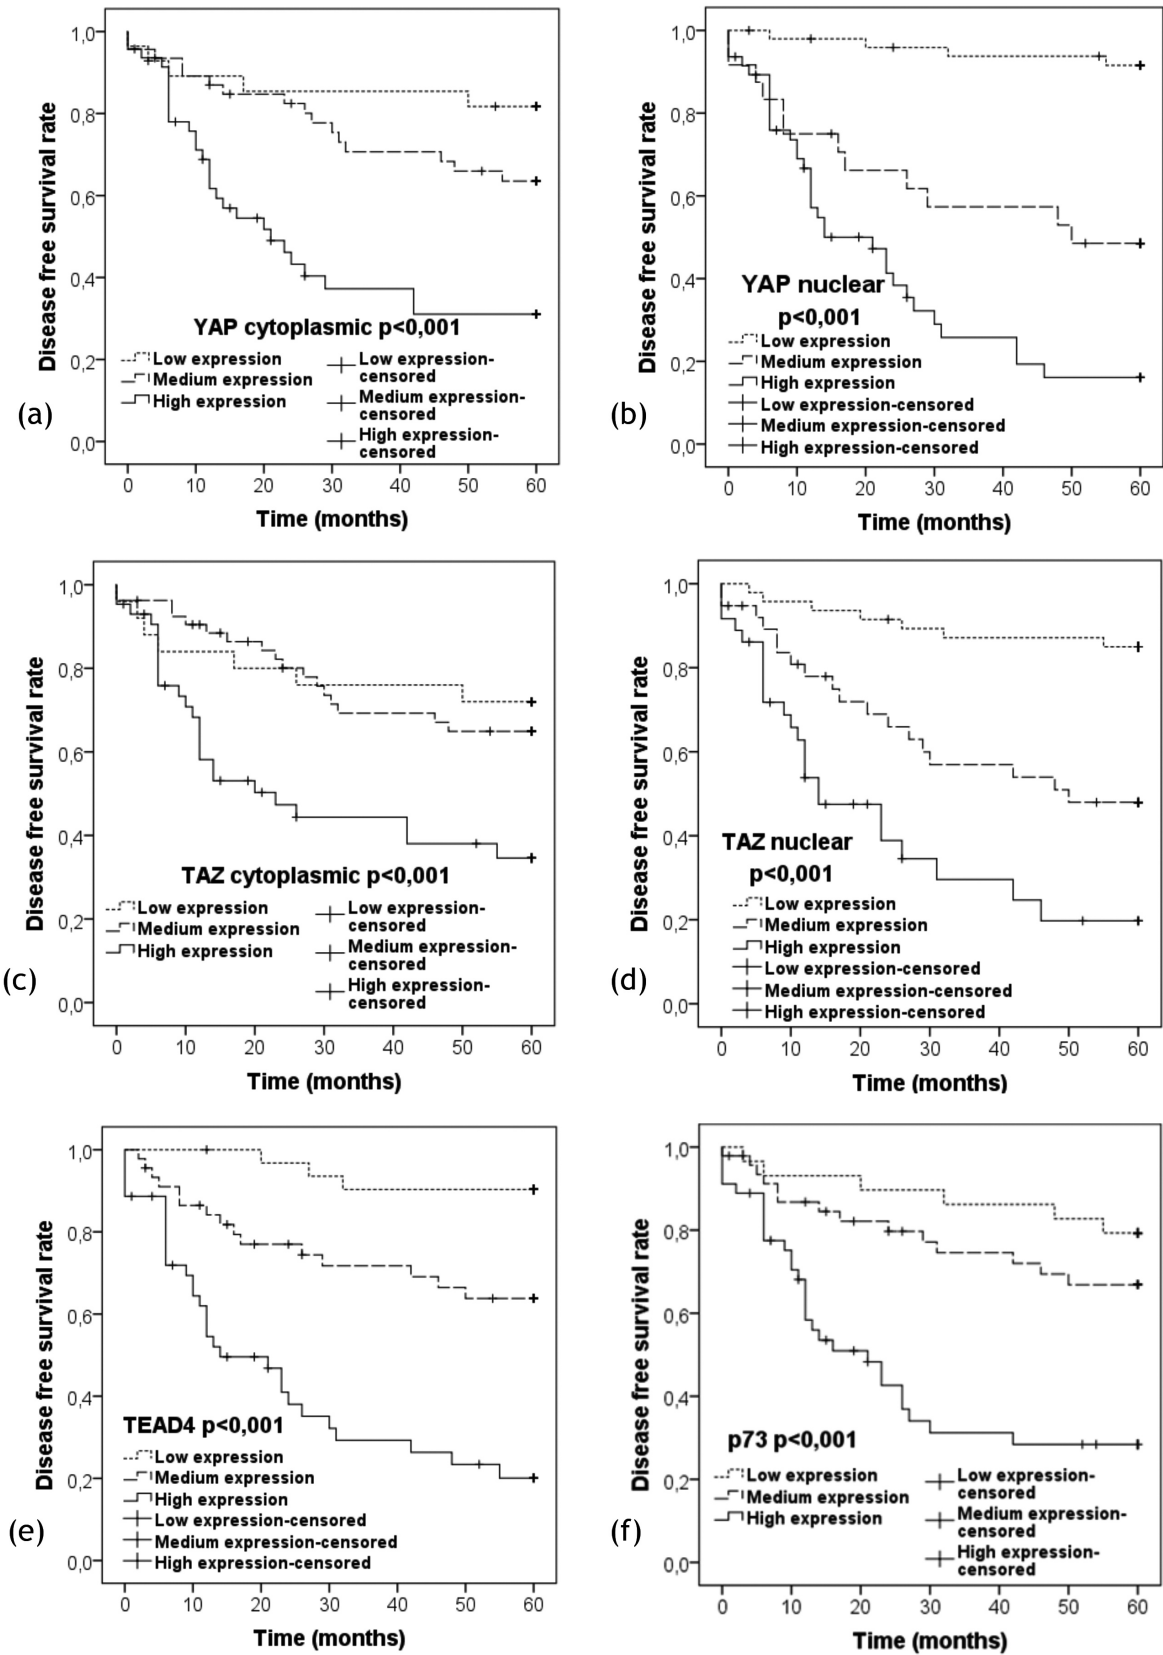 1,0
0,8
0,6
0,4
0,2
0,0
Disease free survival rate
YAP cytoplasmic p<0,001
Low expression
Medium expression
High expression
Low expression-
censored
Medium expression-
censored
High expression-
censored
(a)
0 10 20 30 40 50 60
Time (months)
1,0
0,8
0,6
0,4
0,2
0,0
Disease free survival rate
YAP nuclear
p<0,001
Low expression
Medium expression
High expression
Low expression-censored
Medium expression-censored
High expression-censored
(b)
0 10 20 30 40 50 60
Time (months)
1,0
0,8
0,6
0,4
0,2
0,0
Disease free survival rate
TAZ cytoplasmic p<0,001
Low expression
Medium expression
High expression
Low expression-
censored
Medium expression-
censored
High expression-
censored
(c)
0 10 20 30 40 50 60
Time (months)
1,0
0,8
0,6
0,4
0,2
0,0
Disease free survival rate
TAZ nuclear
p<0,001
Low expression
Medium expression
High expression
Low expression-censored
Medium expression-censored
High expression-censored
(d)
0 10 20 30 40 50 60
Time (months)
1,0
0,8
0,6
0,4
0,2
0,0
Disease free survival rate
TEAD4 p<0,001
Low expression
Medium expression
High expression
Low expression-censored
Medium expression-censored
High expression-censored
(e)
0 10 20 30 40 50 60
Time (months)
1,0
0,8
0,6
0,4
0,2
0,0
Disease free survival rate
p73 p<0,001
Low expression
Medium expression
High expression
Low expression-
censored
Medium expression-
censored
High expression-
censored
(f)
0 10 20 30 40 50 60
Time (months)